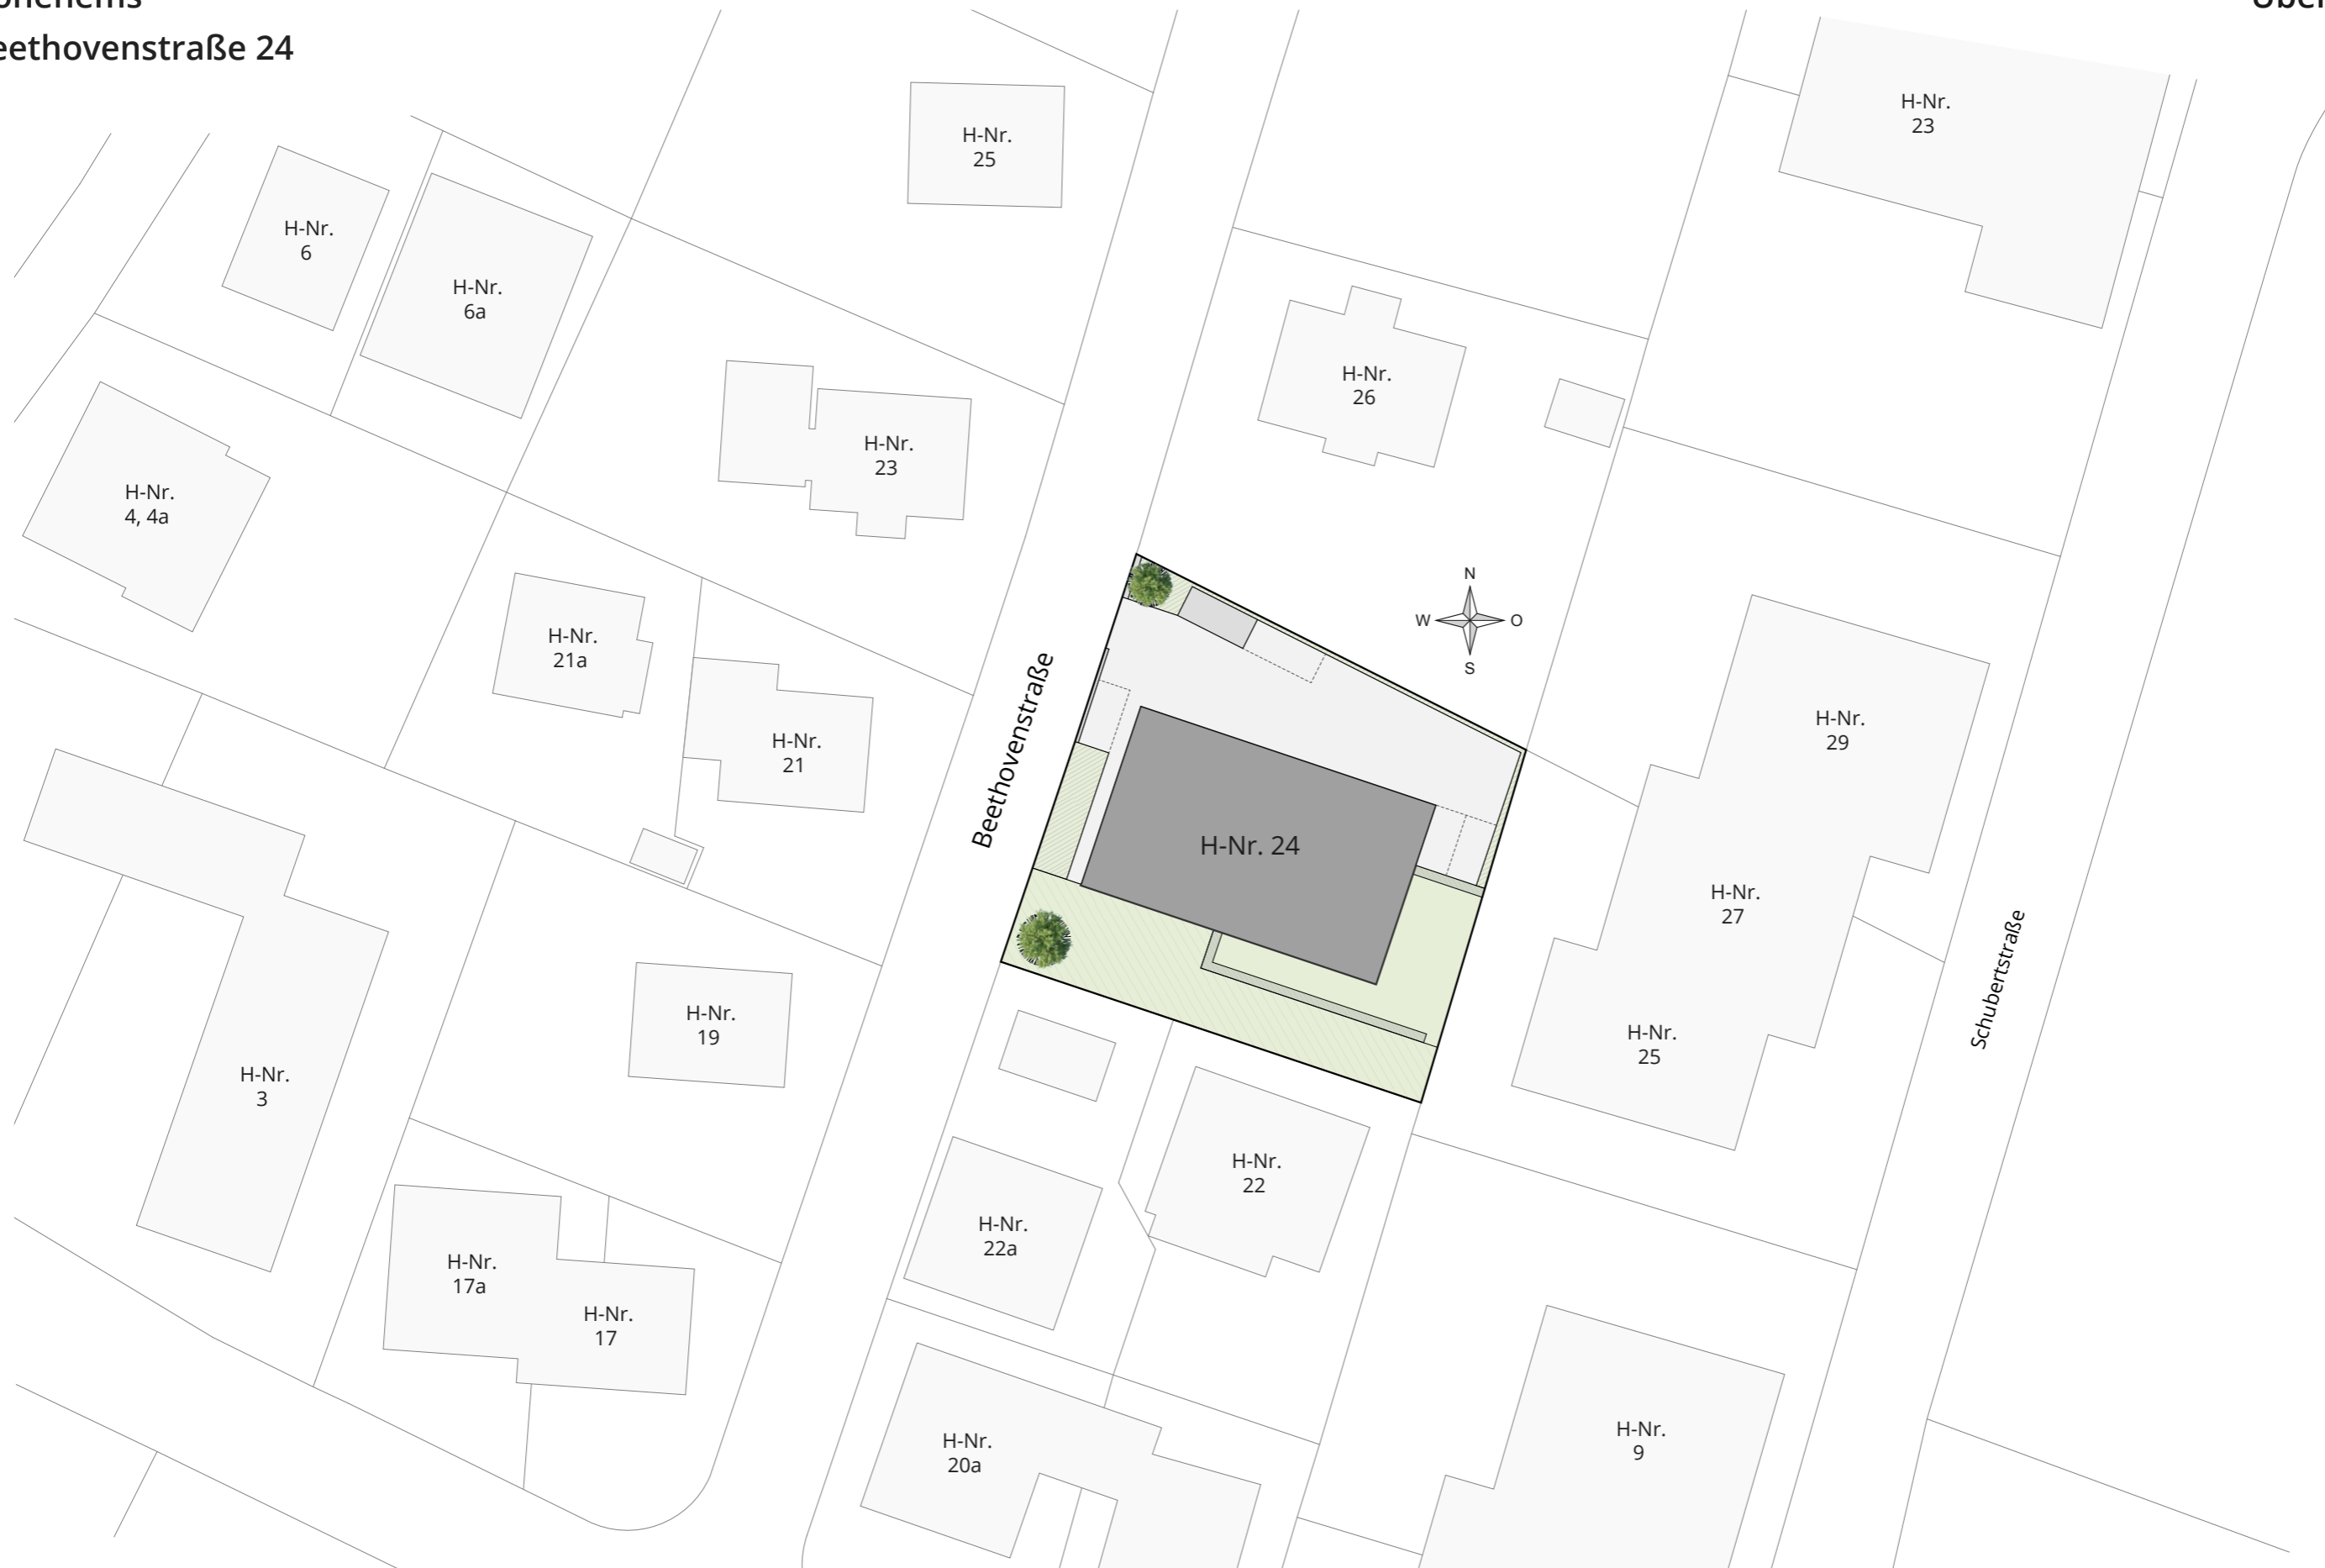 eethovenstraße 24
H-Nr.
23
H-Nr.
25
H-Nr.
6
H-Nr.
6a
H-Nr.
26
H-Nr.
23
H-Nr.
4, 4a
N
W
O
S
H-Nr.
21a
H-Nr.
21
Beethovenstraße
H-Nr.
29
H-Nr. 24
H-Nr.
27
Schubertstraße
H-Nr.
25
H-Nr.
19
H-Nr.
3
H-Nr.
22
H-Nr.
22a
H-Nr.
17a
H-Nr.
17
H-Nr.
20a
H-Nr.
9